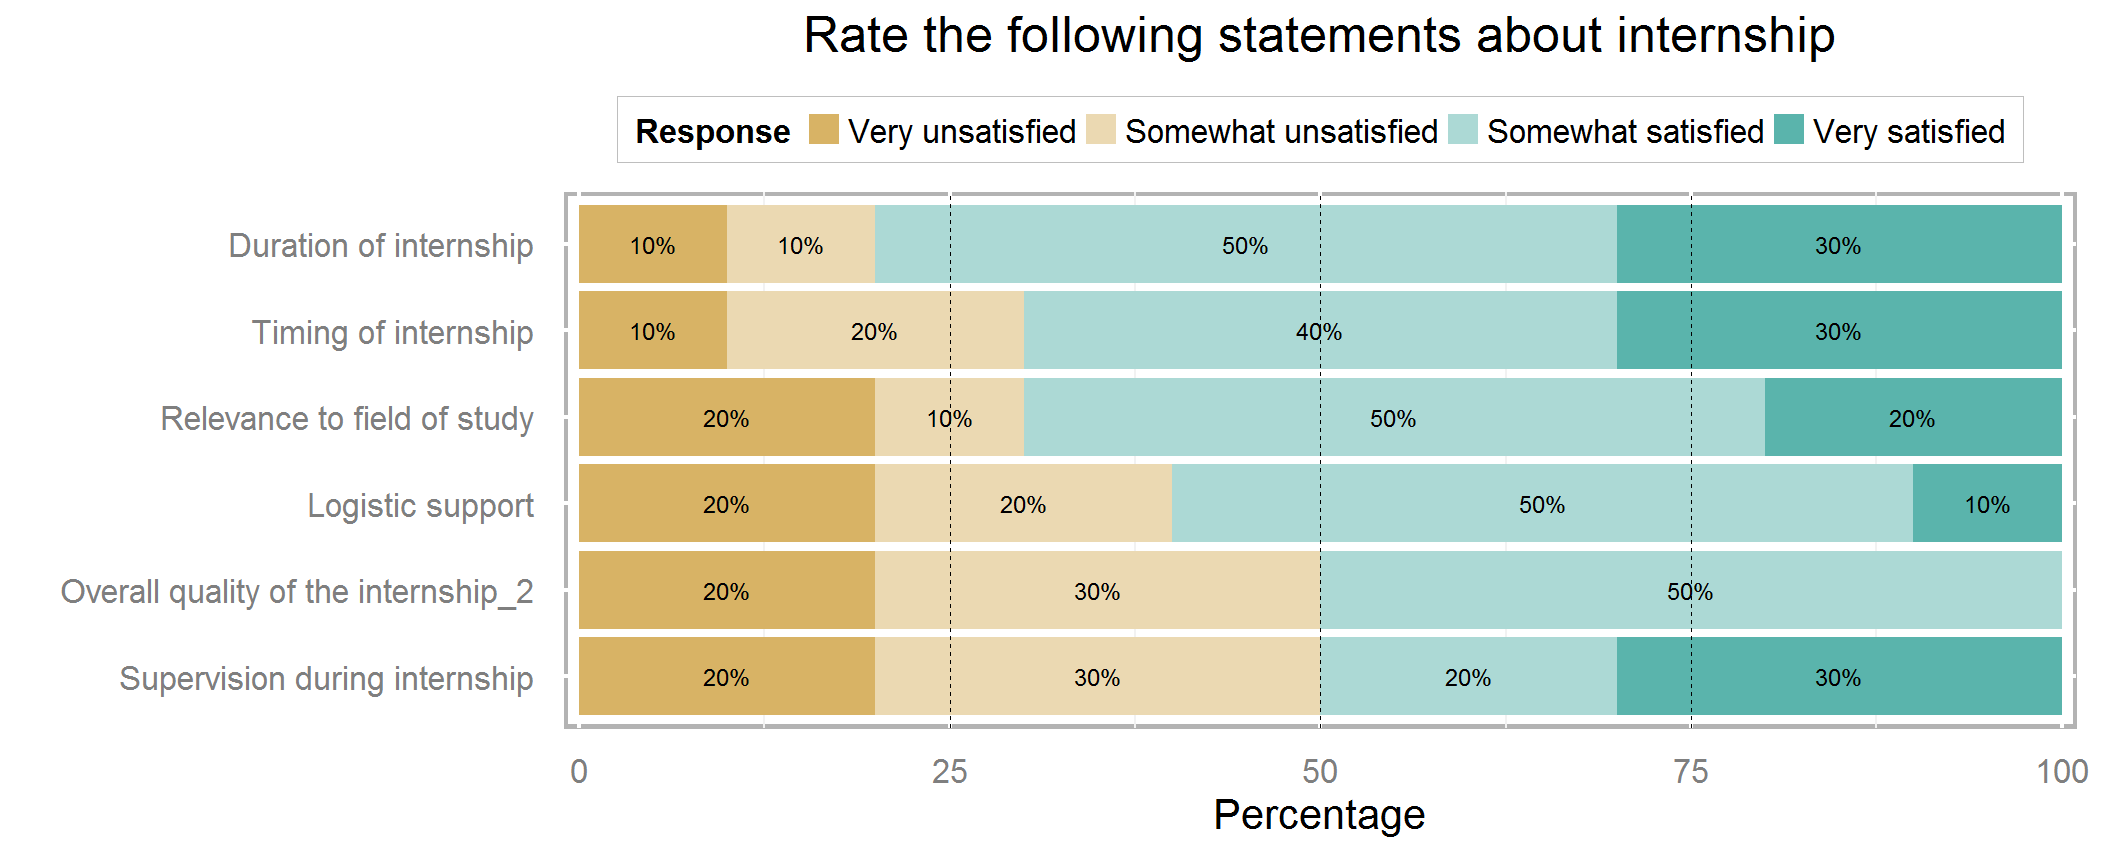 Rate the following statements about internship
Response Very unsatisfied Somewhat unsatisfied Somewhat satisfied Very satisfied
Duration of internship 10% 10% 50% 30%
Timing of internship 10% 20% 40% 30%
Relevance to field of study 20% 10% 50% 20%
Logistic support 20% 20% 50% 10%
Overall quality of the internship_2 20% 30% 50%
Supervision during internship 20% 30% 20% 30%
0 25 50 75 100
Percentage